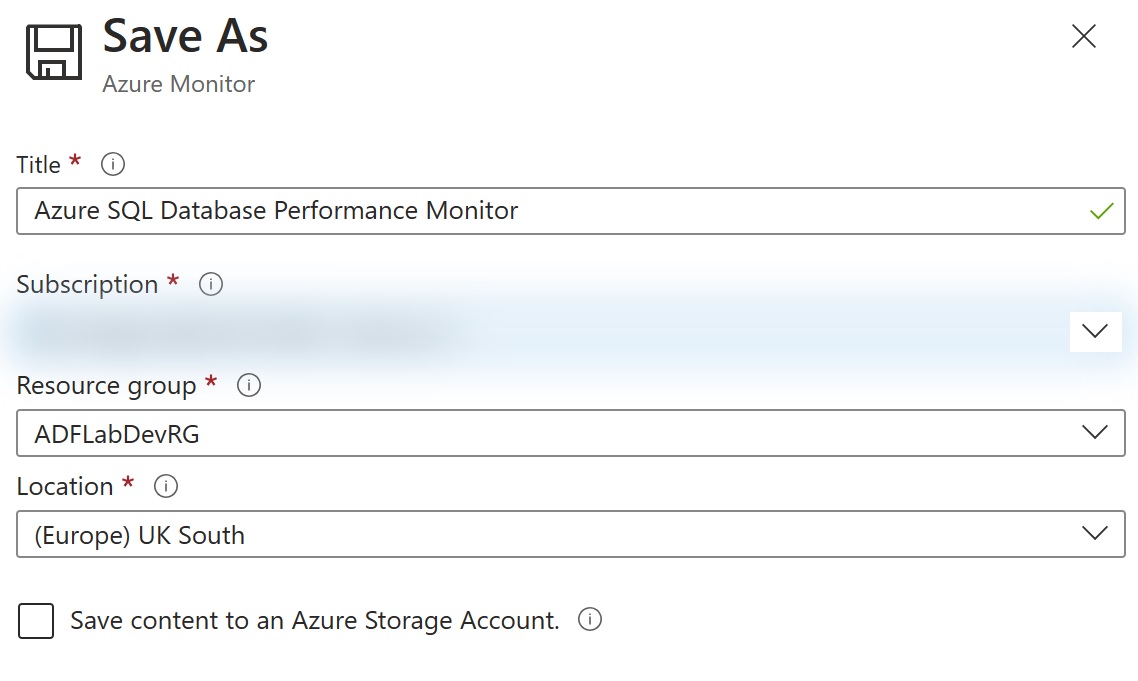 Save As
Azure Monitor
Title *
Azure SQL Database Performance Monitor
Subscription *
Resource group *
ADFLabDevRG
Location *
(Europe) UK South
Save content to an Azure Storage Account.